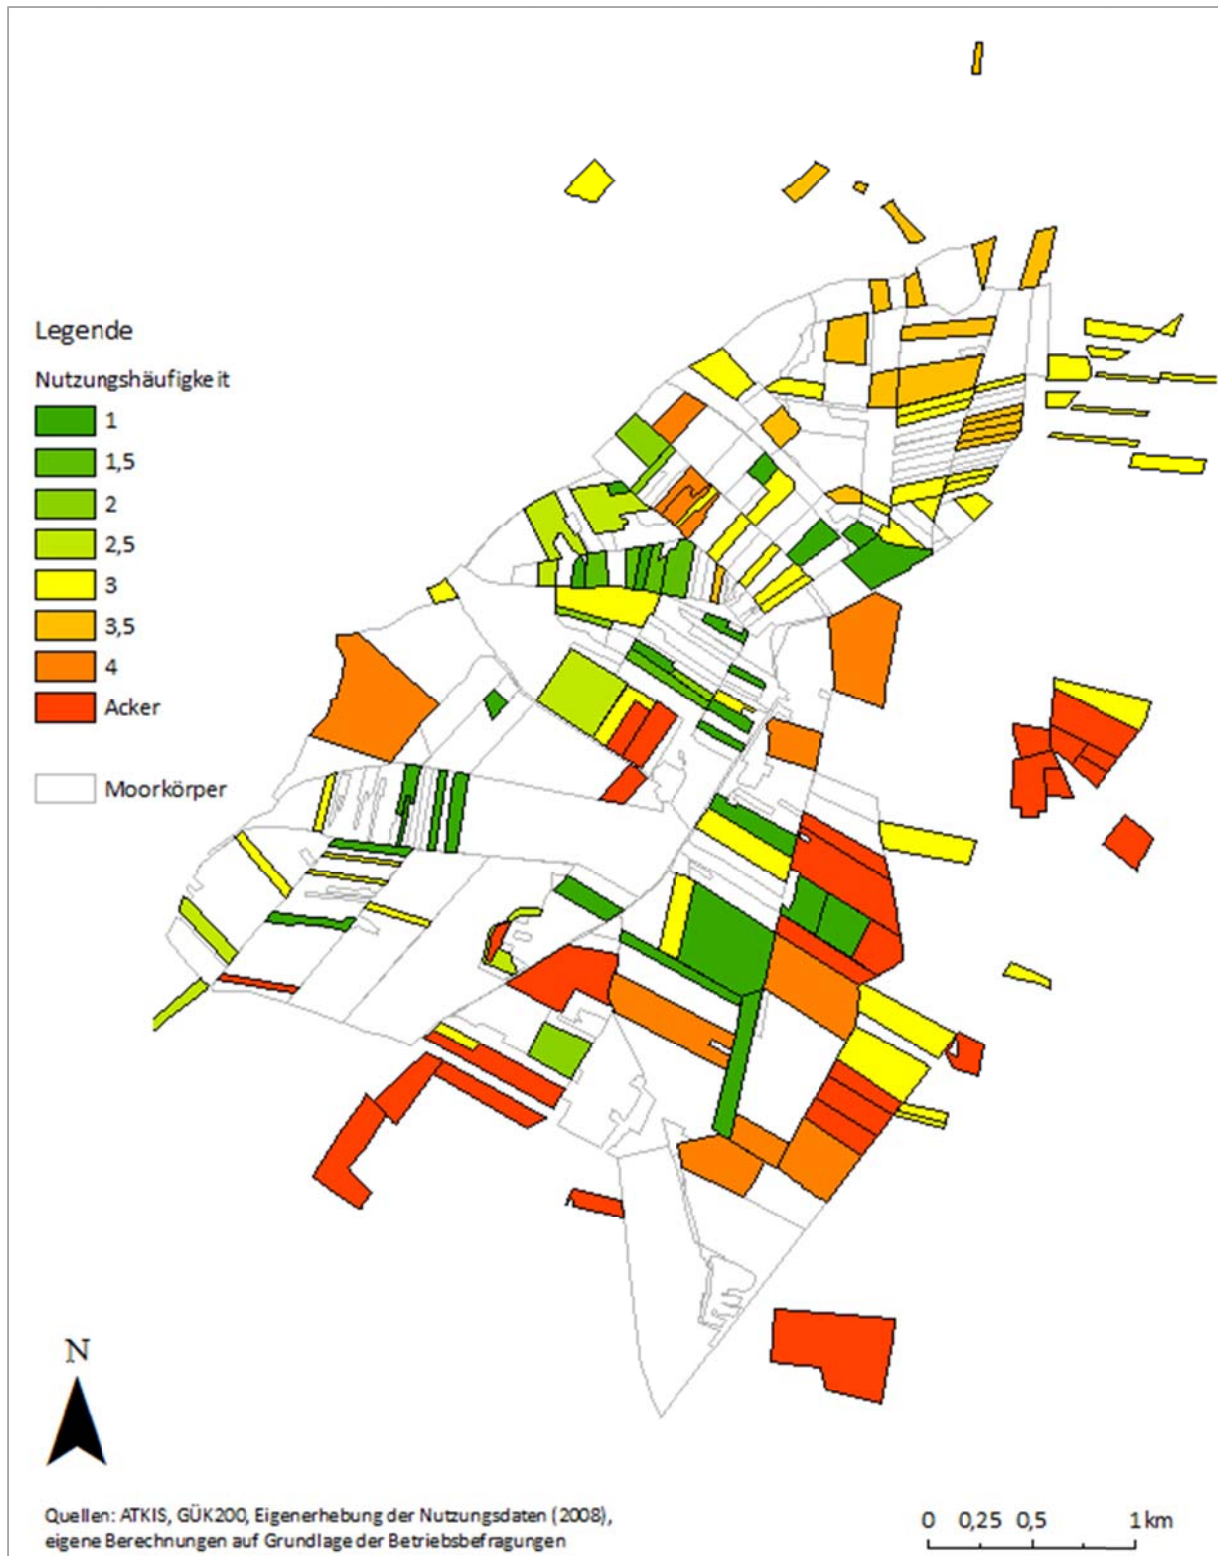 Legende
Nutzungshäufigkeit
1
1,5
2
2,5
3
3,5
4
Acker
Moorkörper
N
Quellen: ATKIS, GÜK200, Eigenerhebung der Nutzungsdaten (2008),
eigene Berechnungen auf Grundlage der Betriebsbefragungen
0 0,25 0,5 1 km